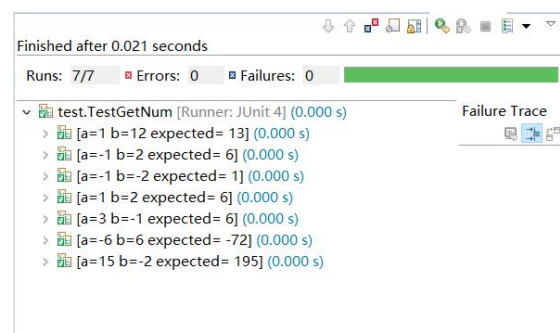 Finished after 0.021 seconds
Runs: 7/7 Errors: 0 Failures: 0
test.TestGetNum [Runner: JUnit 4] (0.000 s)
Failure Trace
[a=1 b=12 expected= 13] (0.000 s)
[a=-1 b=2 expected= 6] (0.000 s)
[a=-1 b=-2 expected= 1] (0.000 s)
[a=1 b=2 expected= 6] (0.000 s)
[a=3 b=-1 expected= 6] (0.000 s)
[a=-6 b=6 expected= -72] (0.000 s)
[a=15 b=-2 expected= 195] (0.000 s)